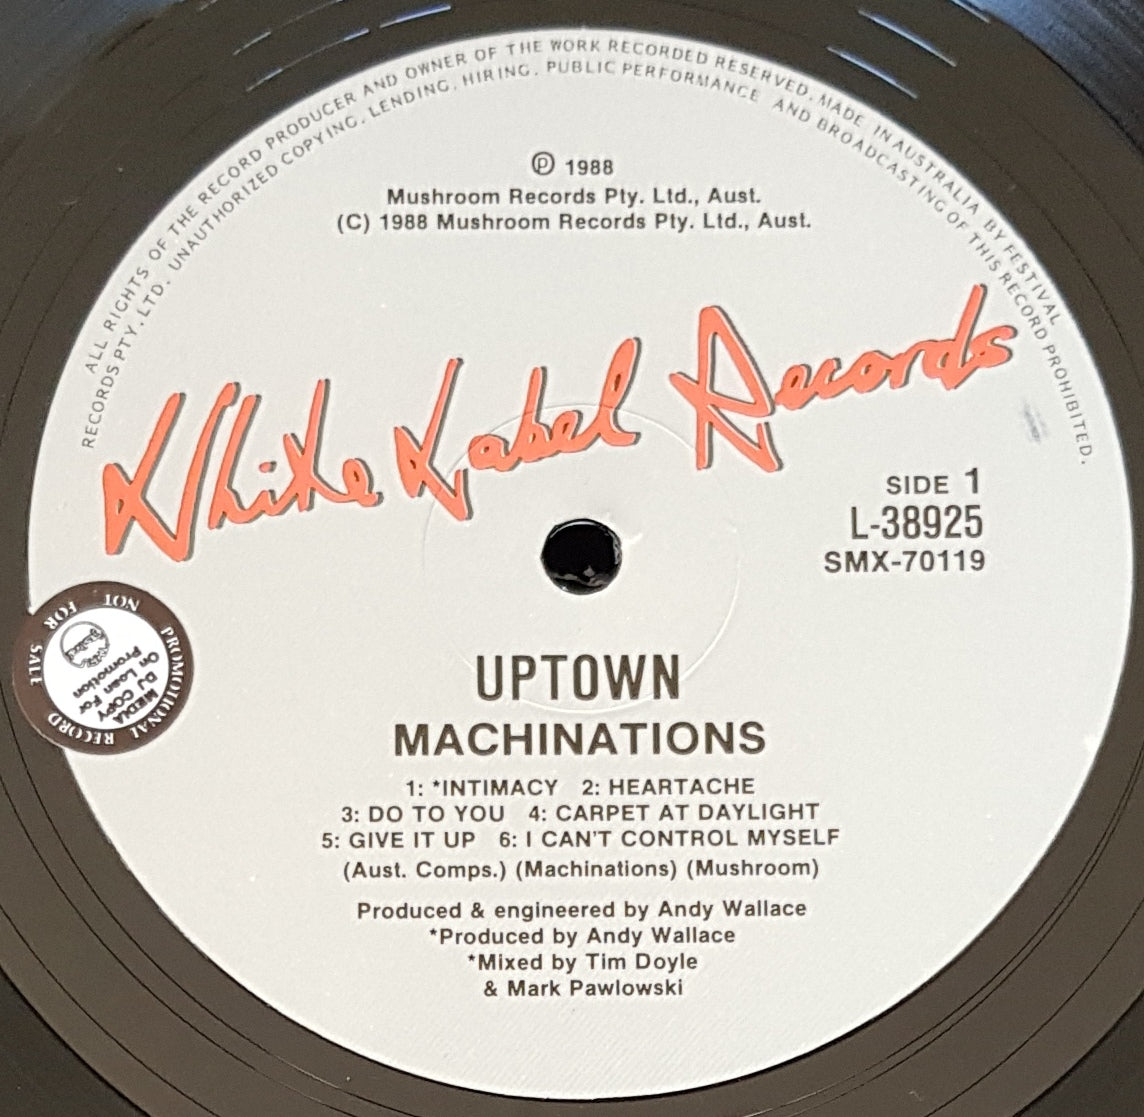 ALL RIGHTS OF THE RECORD PRODUCER AND OWNER OF THE WORK RECORDED RESERVED. MADE IN AUSTRALIA BY FESTIVAL
RECORDS PTY. LTD. UNAUTHORIZED COPYING. LENDING. HIRING. PUBLIC PERFORMANCE AND BROADCASTING OF THIS RECORD PROHIBITED.
℗ 1988
Mushroom Records Pty. Ltd., Aust.
(C) 1988 Mushroom Records Pty. Ltd., Aust.
White Label Records
SIDE 1
L-38925
SMX-70119
PROMOTIONAL RECORD
NOT FOR SALE
MEDIA
DJ COPY
On Loan For
Promotion
UPTOWN
MACHINATIONS
1: *INTIMACY 2: HEARTACHE
3: DO TO YOU 4: CARPET AT DAYLIGHT
5: GIVE IT UP 6: I CAN'T CONTROL MYSELF
(Aust. Comps.) (Machinations) (Mushroom)
Produced & engineered by Andy Wallace
*Produced by Andy Wallace
*Mixed by Tim Doyle
& Mark Pawlowski